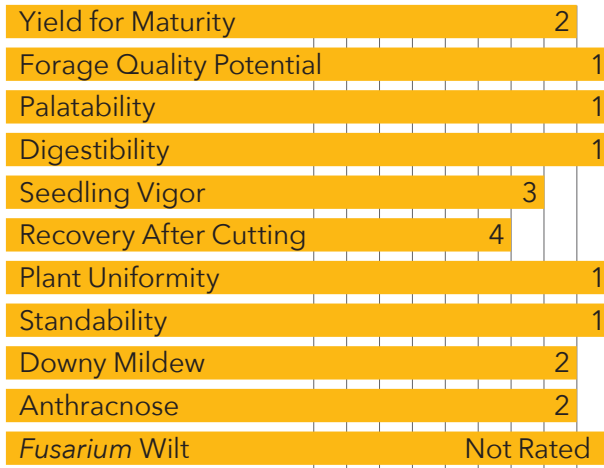 Yield for Maturity 2
Forage Quality Potential 1
Palatability 1
Digestibility 1
Seedling Vigor 3
Recovery After Cutting 4
Plant Uniformity 1
Standability 1
Downy Mildew 2
Anthracnose 2
Fusarium Wilt Not Rated